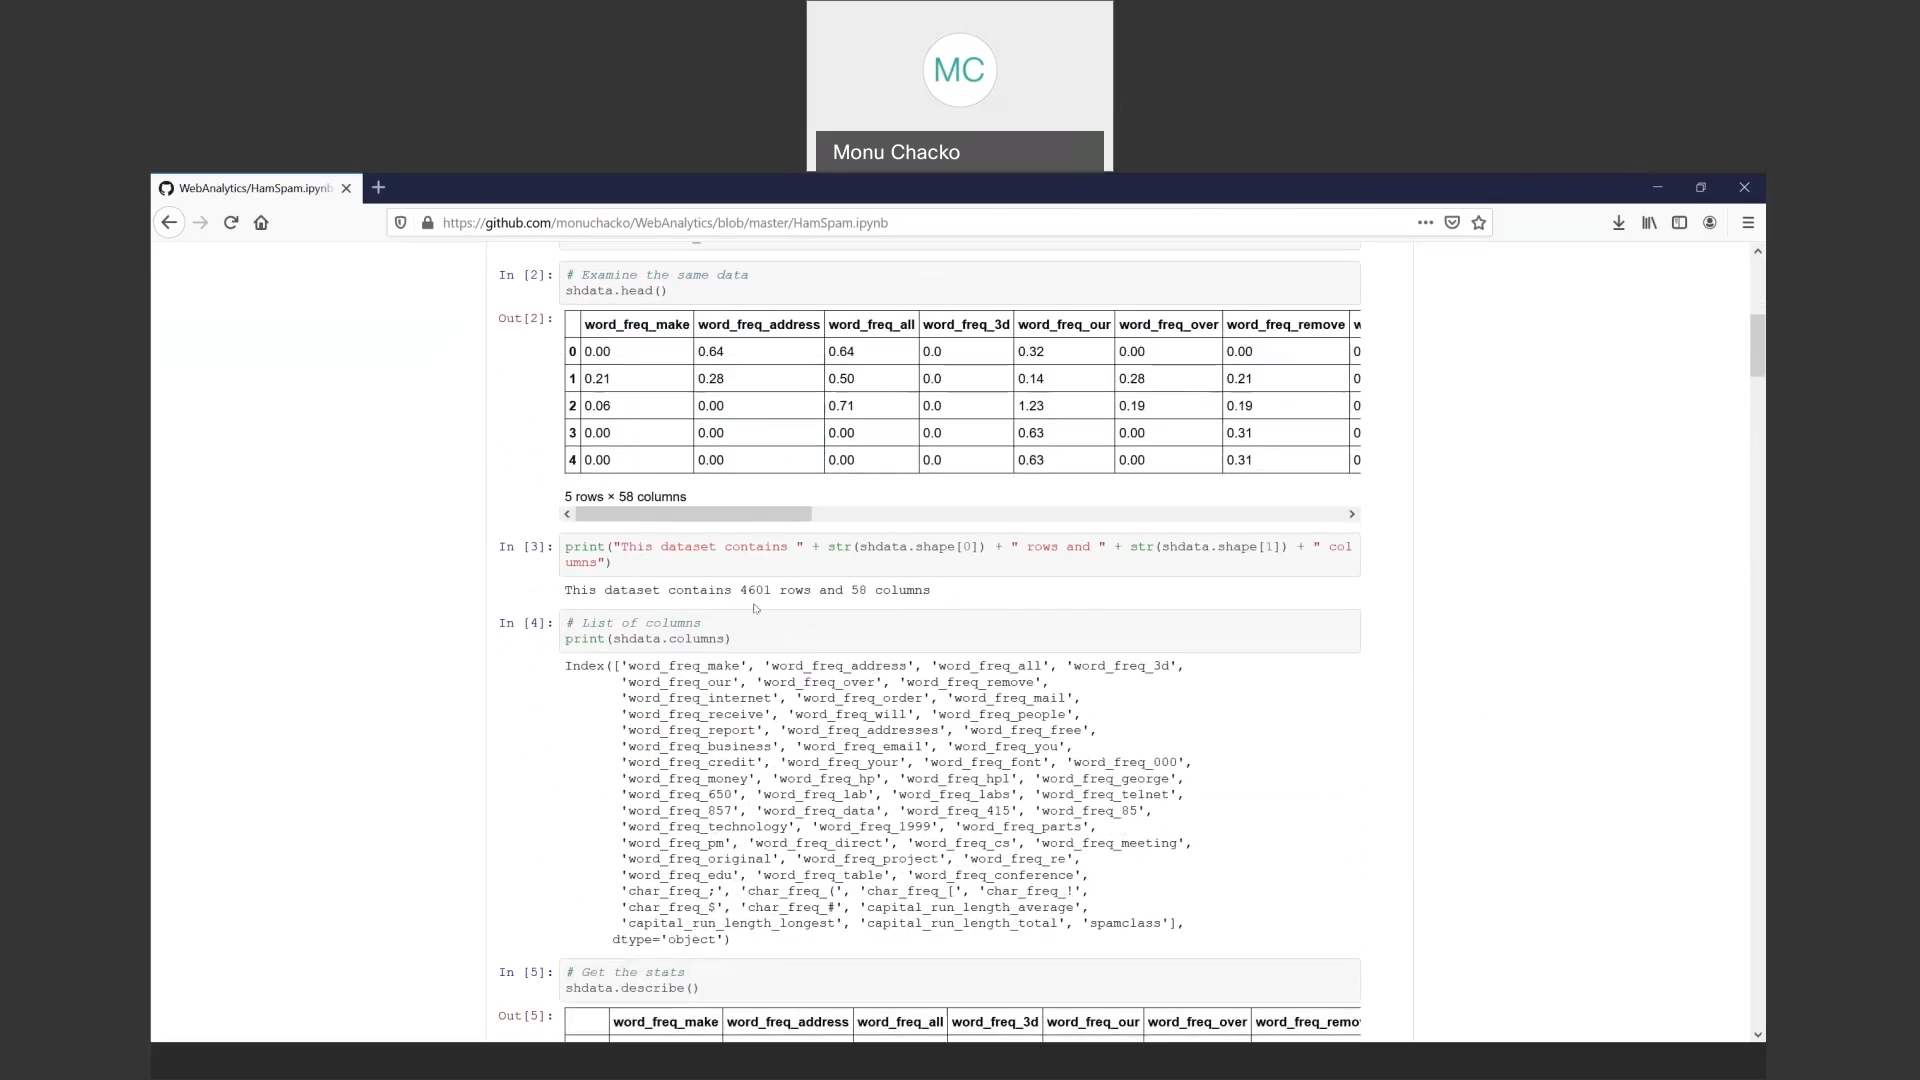 MC
Monu Chacko
WebAnalytics/HamSpam.ipynb
https://github.com/monuchacko/WebAnalytics/blob/master/HamSpam.ipynb
In [2]: # Examine the same data
shdata.head()
Out[2]:
word_freq_make word_freq_address word_freq_all word_freq_3d word_freq_our word_freq_over word_freq_remove w
0 0.00 0.64 0.64 0.0 0.32 0.00 0.00 0
1 0.21 0.28 0.50 0.0 0.14 0.28 0.21 0
2 0.06 0.00 0.71 0.0 1.23 0.19 0.19 0
3 0.00 0.00 0.00 0.0 0.63 0.00 0.31 0
4 0.00 0.00 0.00 0.0 0.63 0.00 0.31 0
5 rows × 58 columns
In [3]: print("This dataset contains " + str(shdata.shape[0]) + " rows and " + str(shdata.shape[1]) + " col
umns")
This dataset contains 4601 rows and 58 columns
In [4]: # List of columns
print(shdata.columns)
Index(['word_freq_make', 'word_freq_address', 'word_freq_all', 'word_freq_3d',
'word_freq_our', 'word_freq_over', 'word_freq_remove',
'word_freq_internet', 'word_freq_order', 'word_freq_mail',
'word_freq_receive', 'word_freq_will', 'word_freq_people',
'word_freq_report', 'word_freq_addresses', 'word_freq_free',
'word_freq_business', 'word_freq_email', 'word_freq_you',
'word_freq_credit', 'word_freq_your', 'word_freq_font', 'word_freq_000',
'word_freq_money', 'word_freq_hp', 'word_freq_hpl', 'word_freq_george',
'word_freq_650', 'word_freq_lab', 'word_freq_labs', 'word_freq_telnet',
'word_freq_857', 'word_freq_data', 'word_freq_415', 'word_freq_85',
'word_freq_technology', 'word_freq_1999', 'word_freq_parts',
'word_freq_pm', 'word_freq_direct', 'word_freq_cs', 'word_freq_meeting',
'word_freq_original', 'word_freq_project', 'word_freq_re',
'word_freq_edu', 'word_freq_table', 'word_freq_conference',
'char_freq_;', 'char_freq_(', 'char_freq_[', 'char_freq_!',
'char_freq_$', 'char_freq_#', 'capital_run_length_average',
'capital_run_length_longest', 'capital_run_length_total', 'spamclass'],
dtype='object')
In [5]: # Get the stats
shdata.describe()
Out[5]:
word_freq_make word_freq_address word_freq_all word_freq_3d word_freq_our word_freq_over word_freq_remo